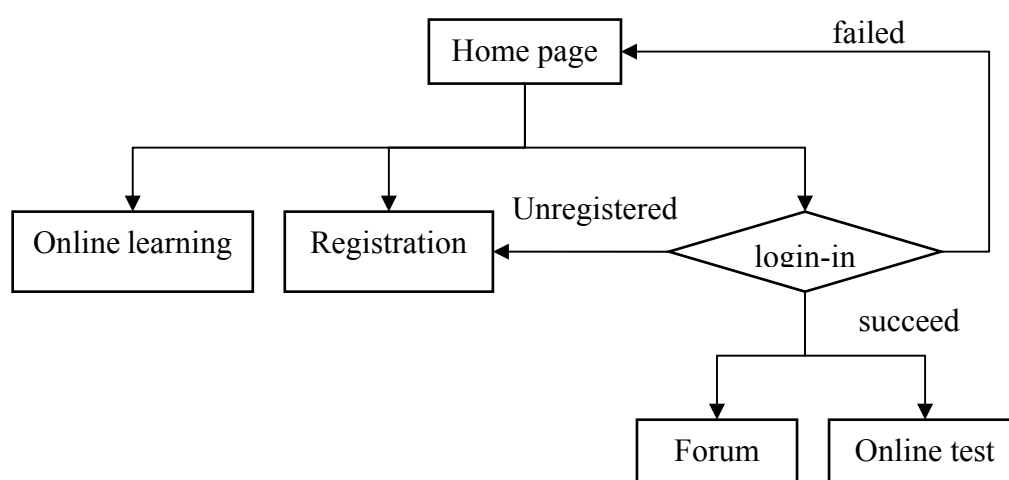 Home page
failed
Online learning
Registration
Unregistered
login-in
succeed
Forum
Online test